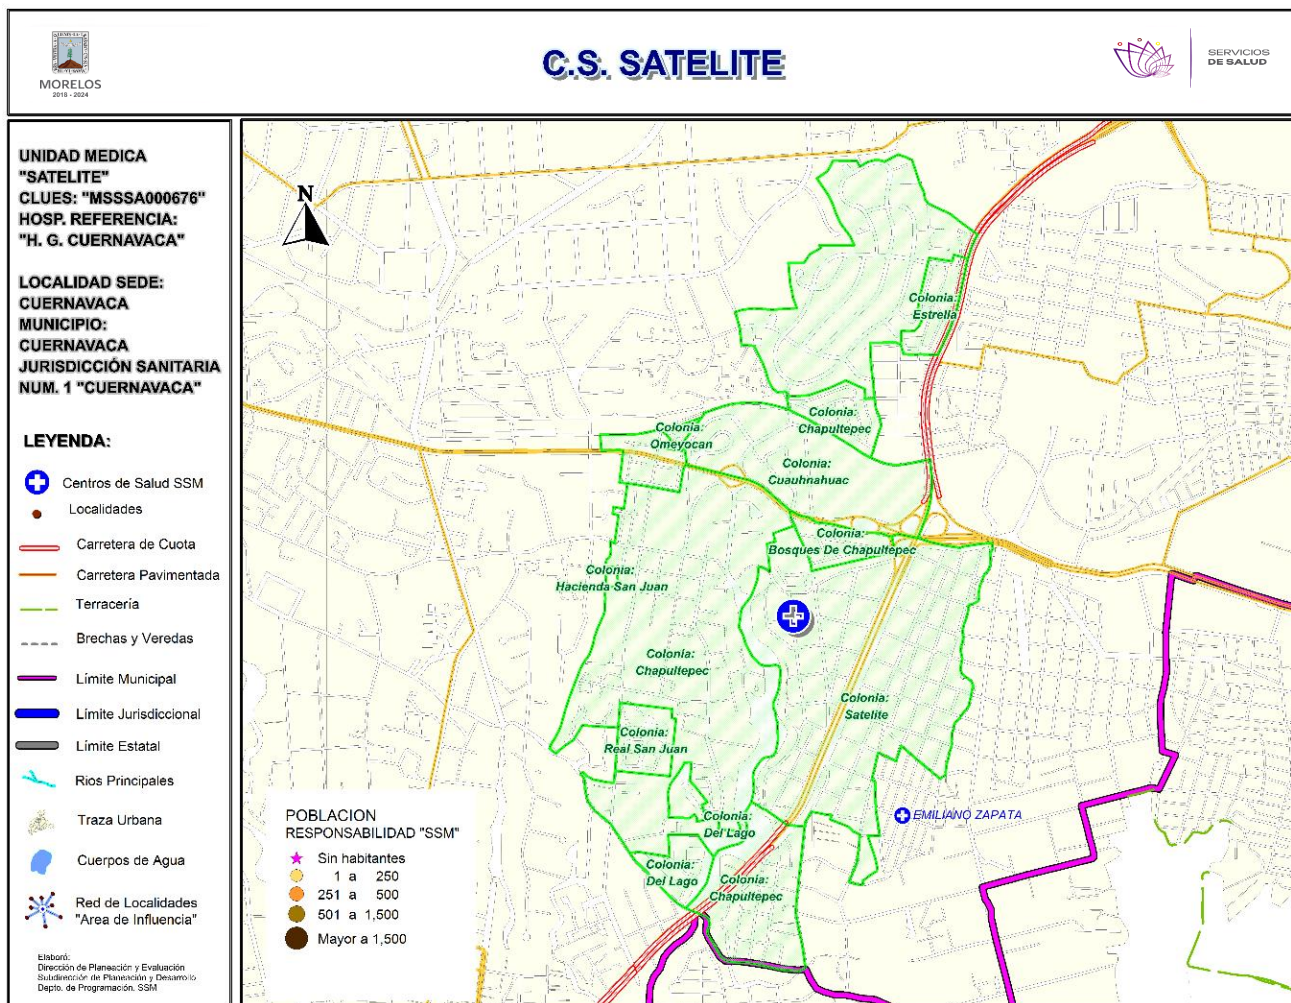 MORELOS
2018 - 2024
C.S. SATELITE
SERVICIOS
DE SALUD
UNIDAD MEDICA
"SATELITE"
CLUES: "MSSSA000676"
HOSP. REFERENCIA:
"H. G. CUERNAVACA"
LOCALIDAD SEDE:
CUERNAVACA
MUNICIPIO:
CUERNAVACA
JURISDICCIÓN SANITARIA
NUM. 1 "CUERNAVACA"
LEYENDA:
Centros de Salud SSM
Localidades
Carretera de Cuota
Carretera Pavimentada
Terracería
Brechas y Veredas
Límite Municipal
Límite Jurisdiccional
Límite Estatal
Rios Principales
Traza Urbana
Cuerpos de Agua
Red de Localidades
"Area de Influencia"
Elaboró:
Dirección de Planeación y Evaluación
Subdirección de Planeación y Desarrollo
Depto. de Programación. SSM
N
Colonia:
Estrella
Colonia:
Chapultepec
Colonia:
Omeyocan
Colonia:
Cuauhnahuac
Colonia:
Bosques De Chapultepec
Colonia:
Hacienda San Juan
Colonia:
Chapultepec
Colonia:
Satelite
Colonia:
Real San Juan
Colonia:
Del Lago
Colonia:
Del Lago
Colonia:
Chapultepec
EMILIANO ZAPATA
POBLACION
RESPONSABILIDAD "SSM"
Sin habitantes
1 a 250
251 a 500
501 a 1,500
Mayor a 1,500